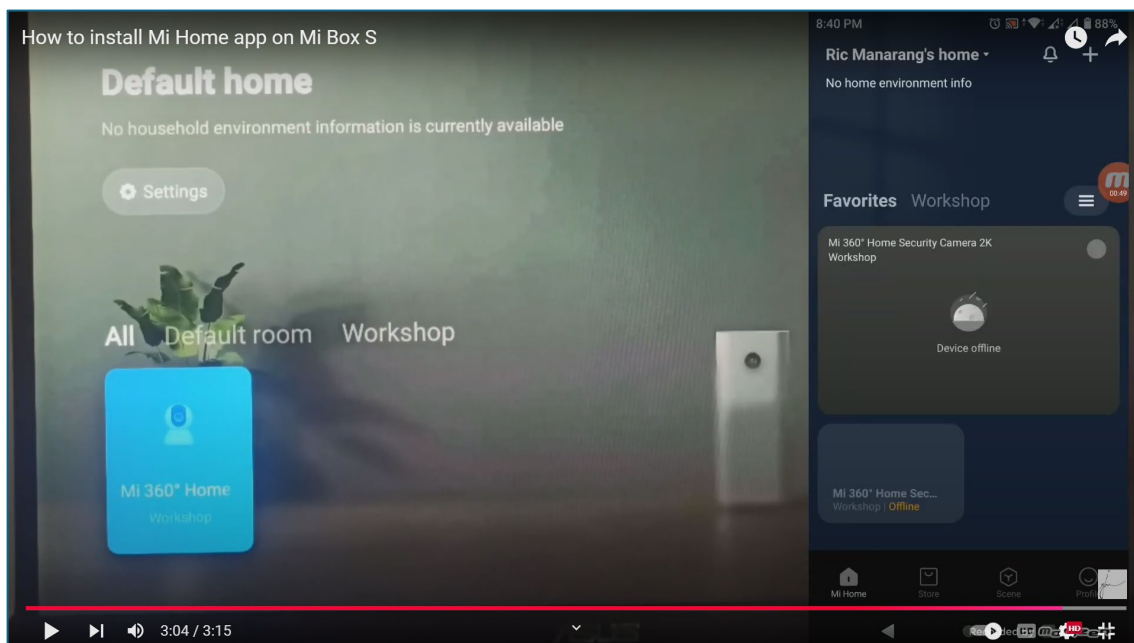 How to install Mi Home app on Mi Box S
Default home
No household environment information is currently available
Settings
All Default room Workshop
Mi 360° Home
Workshop
8:40 PM 88%
Ric Manarang's home
No home environment info
00:49
Favorites Workshop
Mi 360° Home Security Camera 2K
Workshop
Device offline
Mi 360° Home Sec...
Workshop | Offline
Mi Home Store Scene Profile
3:04 / 3:15
CC HD